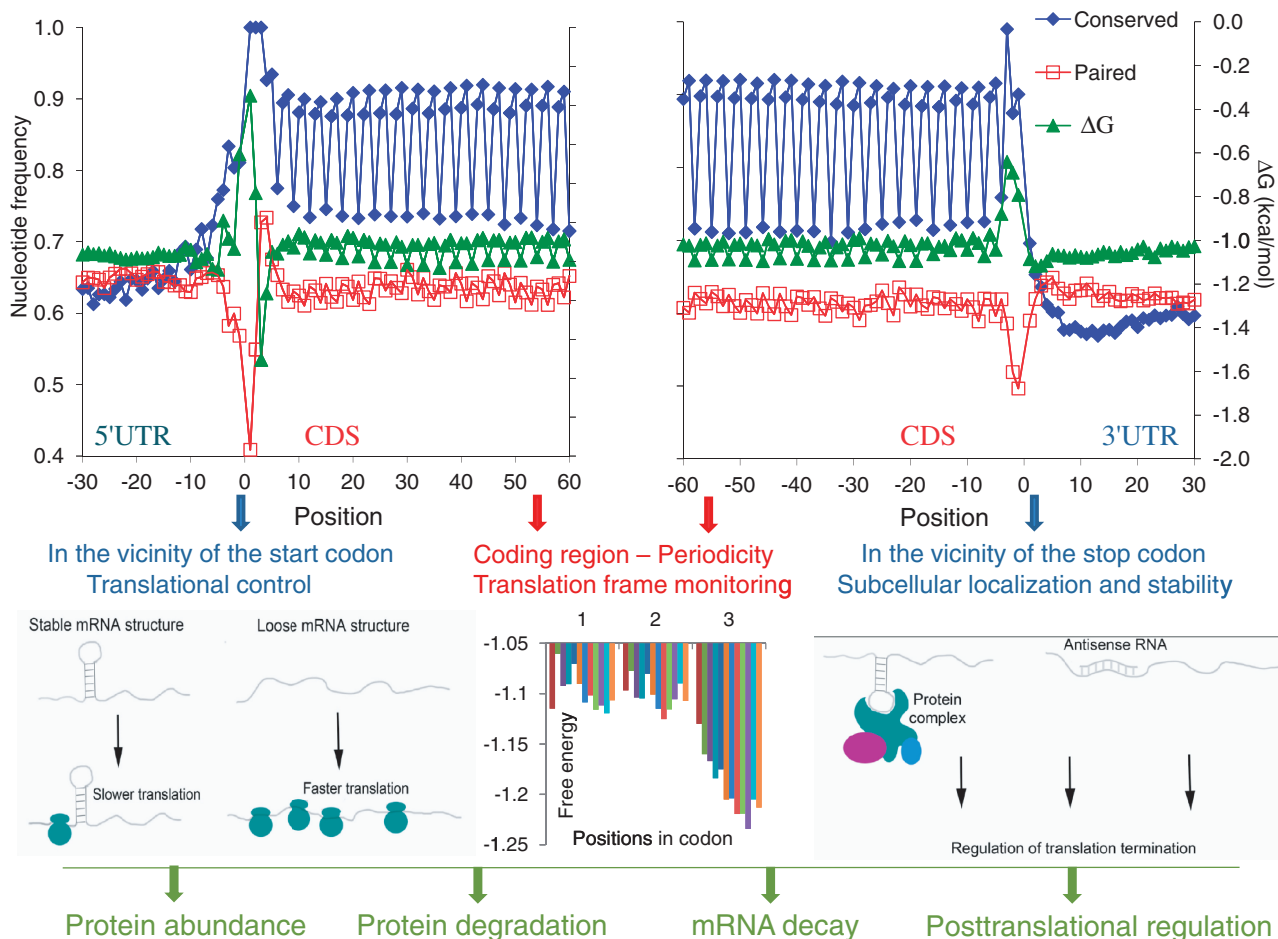 Nucleotide frequency
1.0
0.9
0.8
0.7
0.6
0.5
0.4
5'UTR
CDS
-30 -20 -10 0 10 20 30 40 50 60
Position
Conserved
Paired
ΔG
CDS
3'UTR
-60 -50 -40 -30 -20 -10 0 10 20 30
Position
0.0
-0.2
-0.4
-0.6
-0.8
-1.0
-1.2
-1.4
-1.6
-1.8
-2.0
ΔG (kcal/mol)
In the vicinity of the start codon
Translational control
Coding region – Periodicity
Translation frame monitoring
In the vicinity of the stop codon
Subcellular localization and stability
Stable mRNA structure
Loose mRNA structure
Slower translation
Faster translation
1 2 3
-1.05
-1.1
-1.15
-1.2
-1.25
Free energy
Positions in codon
Antisense RNA
Protein
complex
Regulation of translation termination
Protein abundance
Protein degradation
mRNA decay
Posttranslational regulation